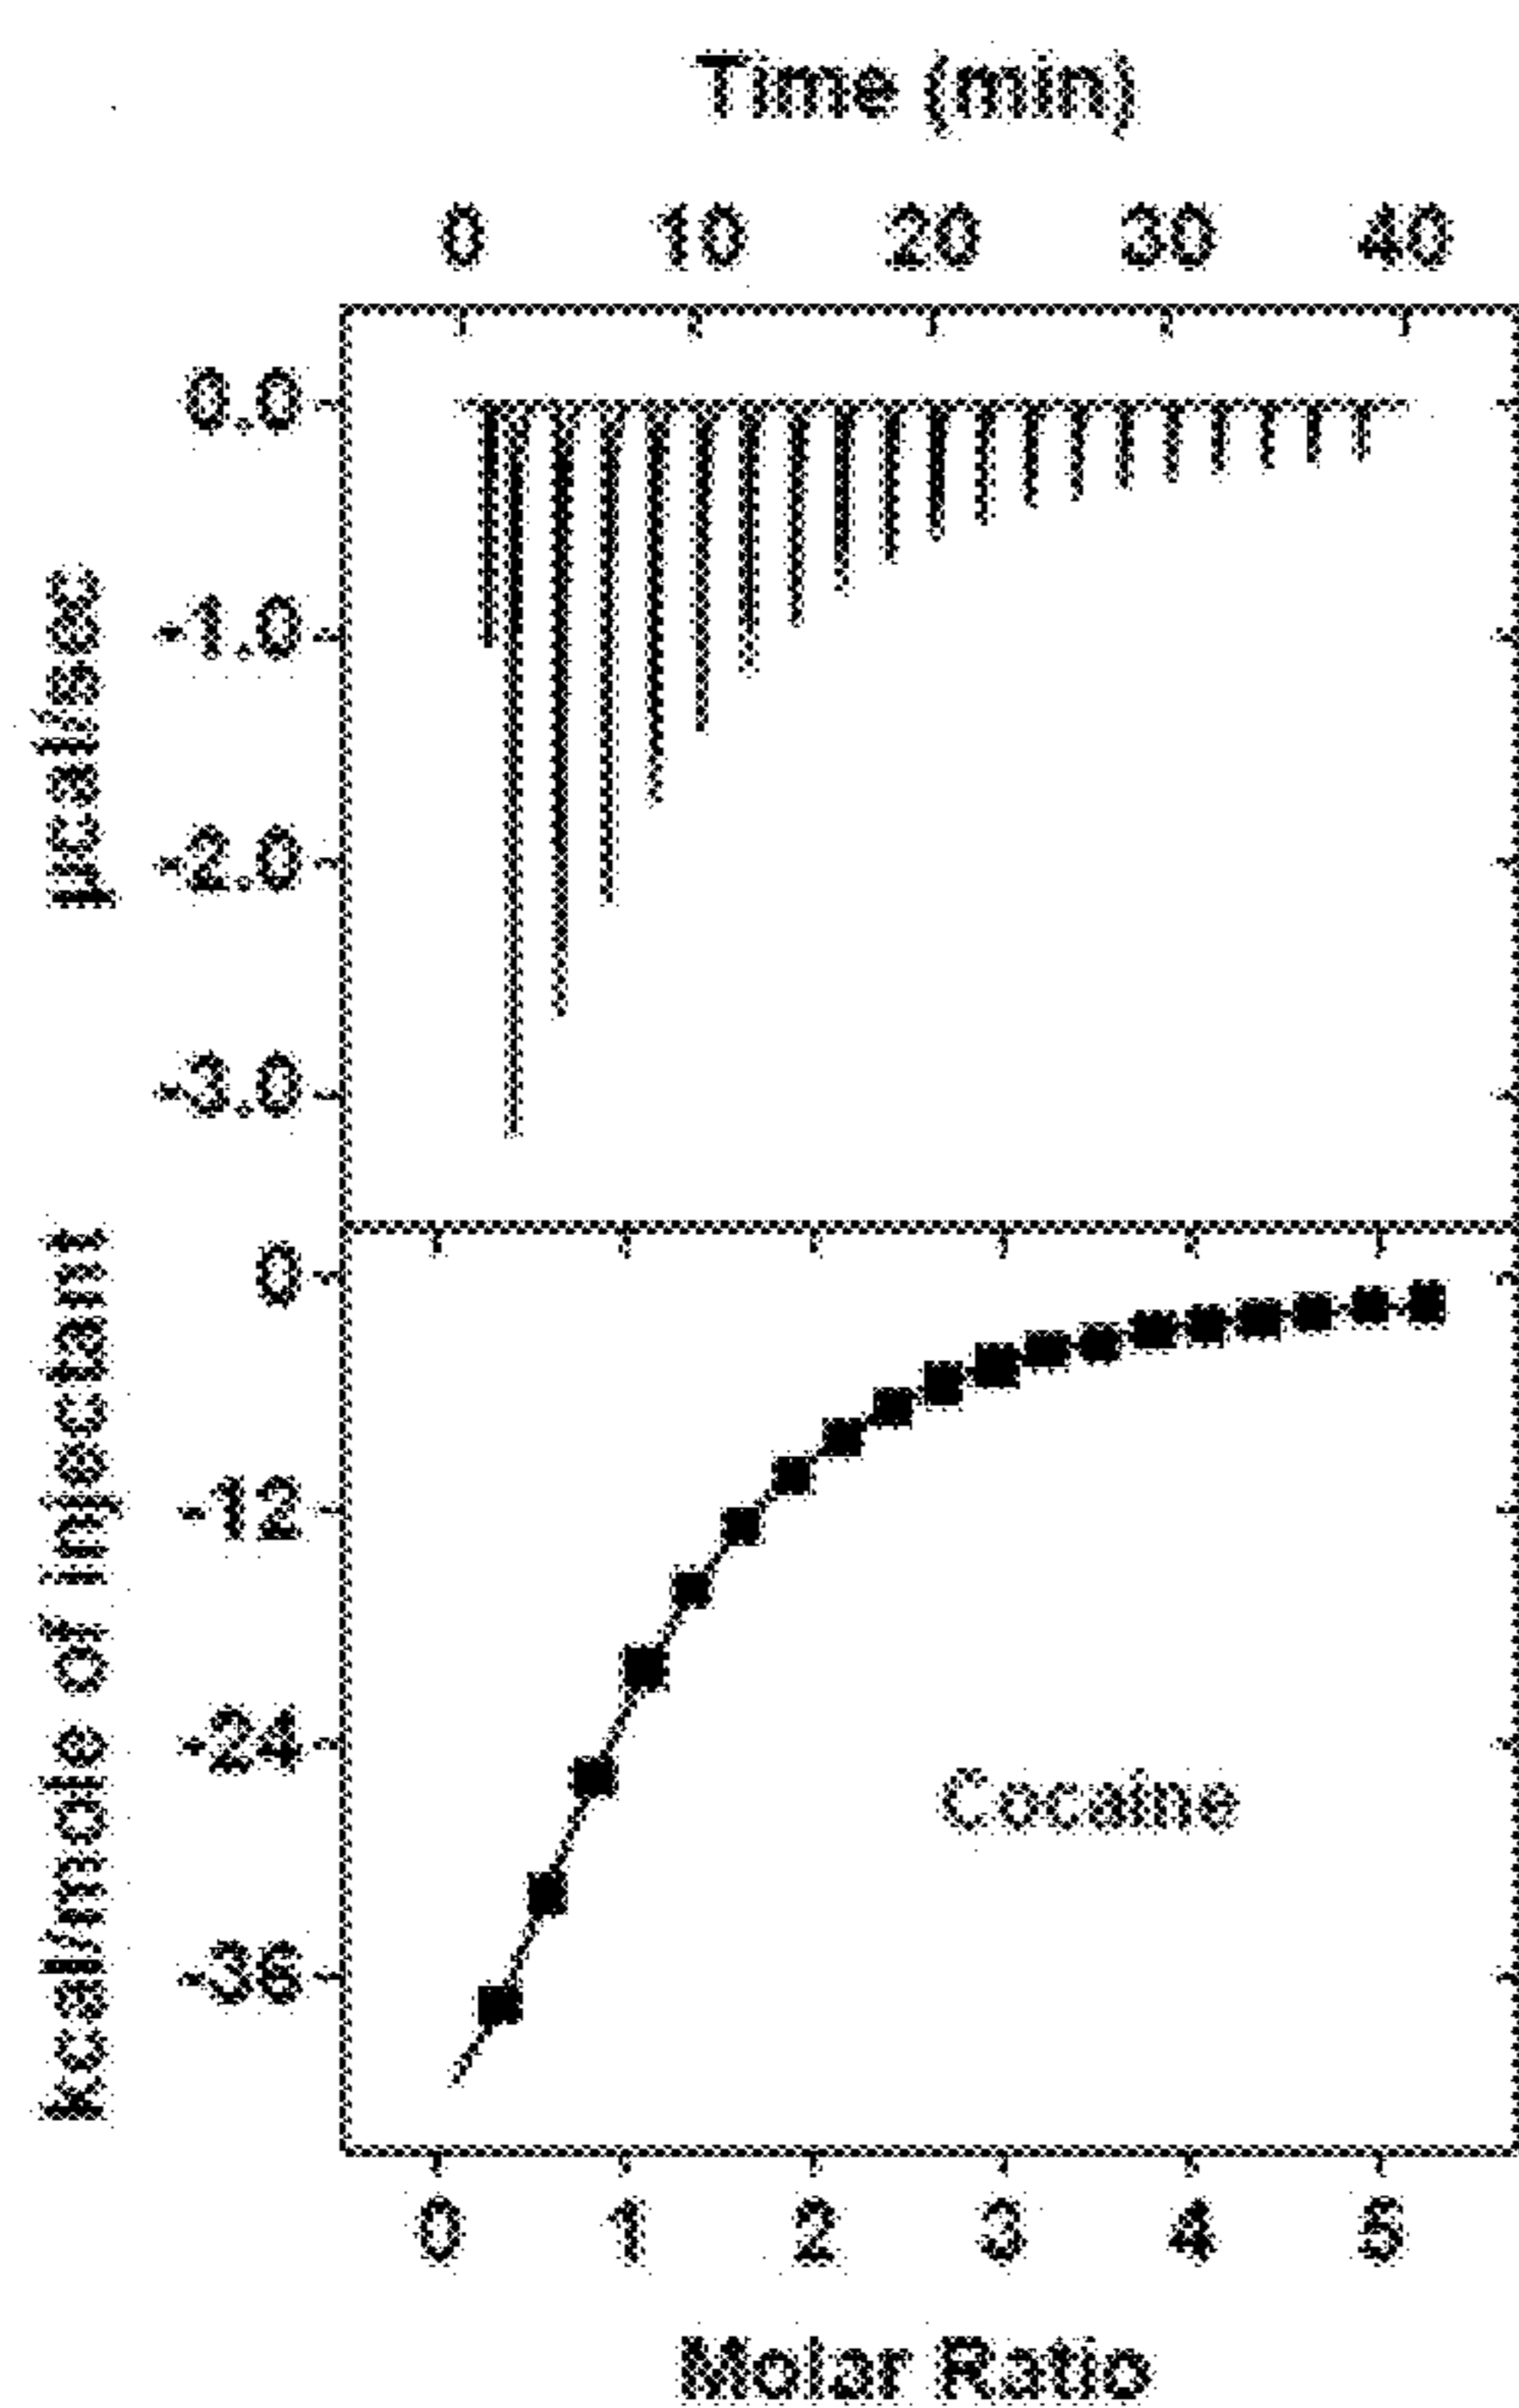 Time (min)
0 10 20 30 40
µcal/sec
0.0
-1.0
-2.0
-3.0
kcal/mole of injectant
0
-12
-24
-36
Cocaine
0 1 2 3 4 5
Molar Ratio